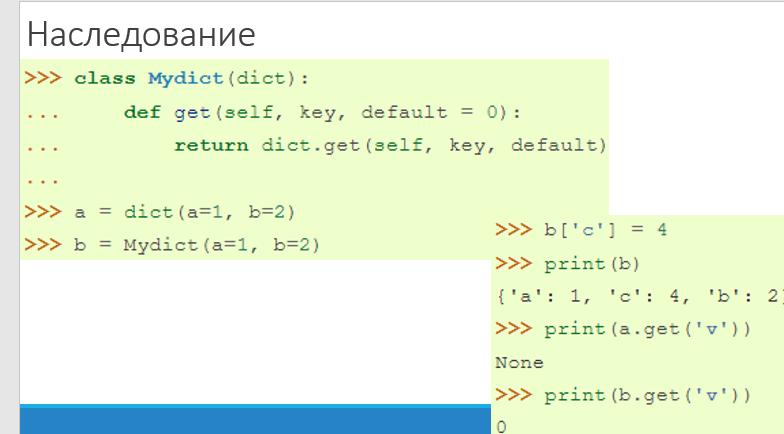 Наследование
>>> class Mydict(dict):
...     def get(self, key, default = 0):
...         return dict.get(self, key, default)
...
>>> a = dict(a=1, b=2)
>>> b = Mydict(a=1, b=2)
>>> b['c'] = 4
>>> print(b)
{'a': 1, 'c': 4, 'b': 2}
>>> print(a.get('v'))
None
>>> print(b.get('v'))
0